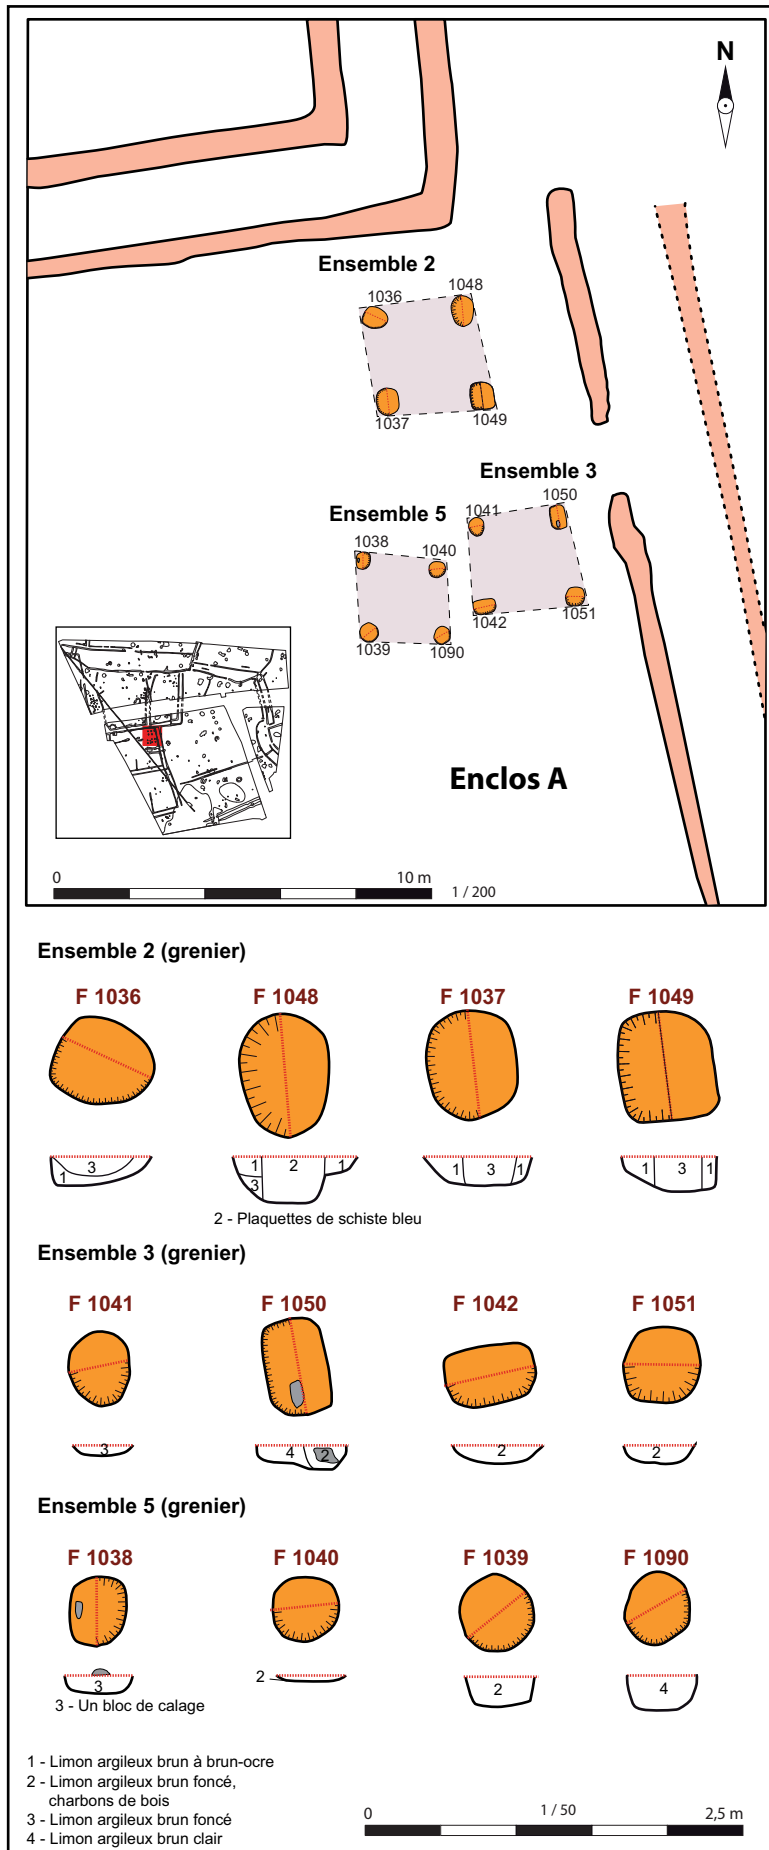 N
Ensemble 2
1036
1048
1037
1049
Ensemble 3
1041
1050
Ensemble 5
1038
1040
1042
1051
1039
1090
Enclos A
0
10 m
1 / 200
Ensemble 2 (grenier)
F 1036
F 1048
F 1037
F 1049
1
3
1
2
1
3
1
3
1
1
3
1
2 - Plaquettes de schiste bleu
Ensemble 3 (grenier)
F 1041
F 1050
F 1042
F 1051
3
4
2
2
2
Ensemble 5 (grenier)
F 1038
F 1040
F 1039
F 1090
3
2
2
4
3 - Un bloc de calage
1 - Limon argileux brun à brun-ocre
2 - Limon argileux brun foncé,
charbons de bois
3 - Limon argileux brun foncé
4 - Limon argileux brun clair
0
1 / 50
2,5 m